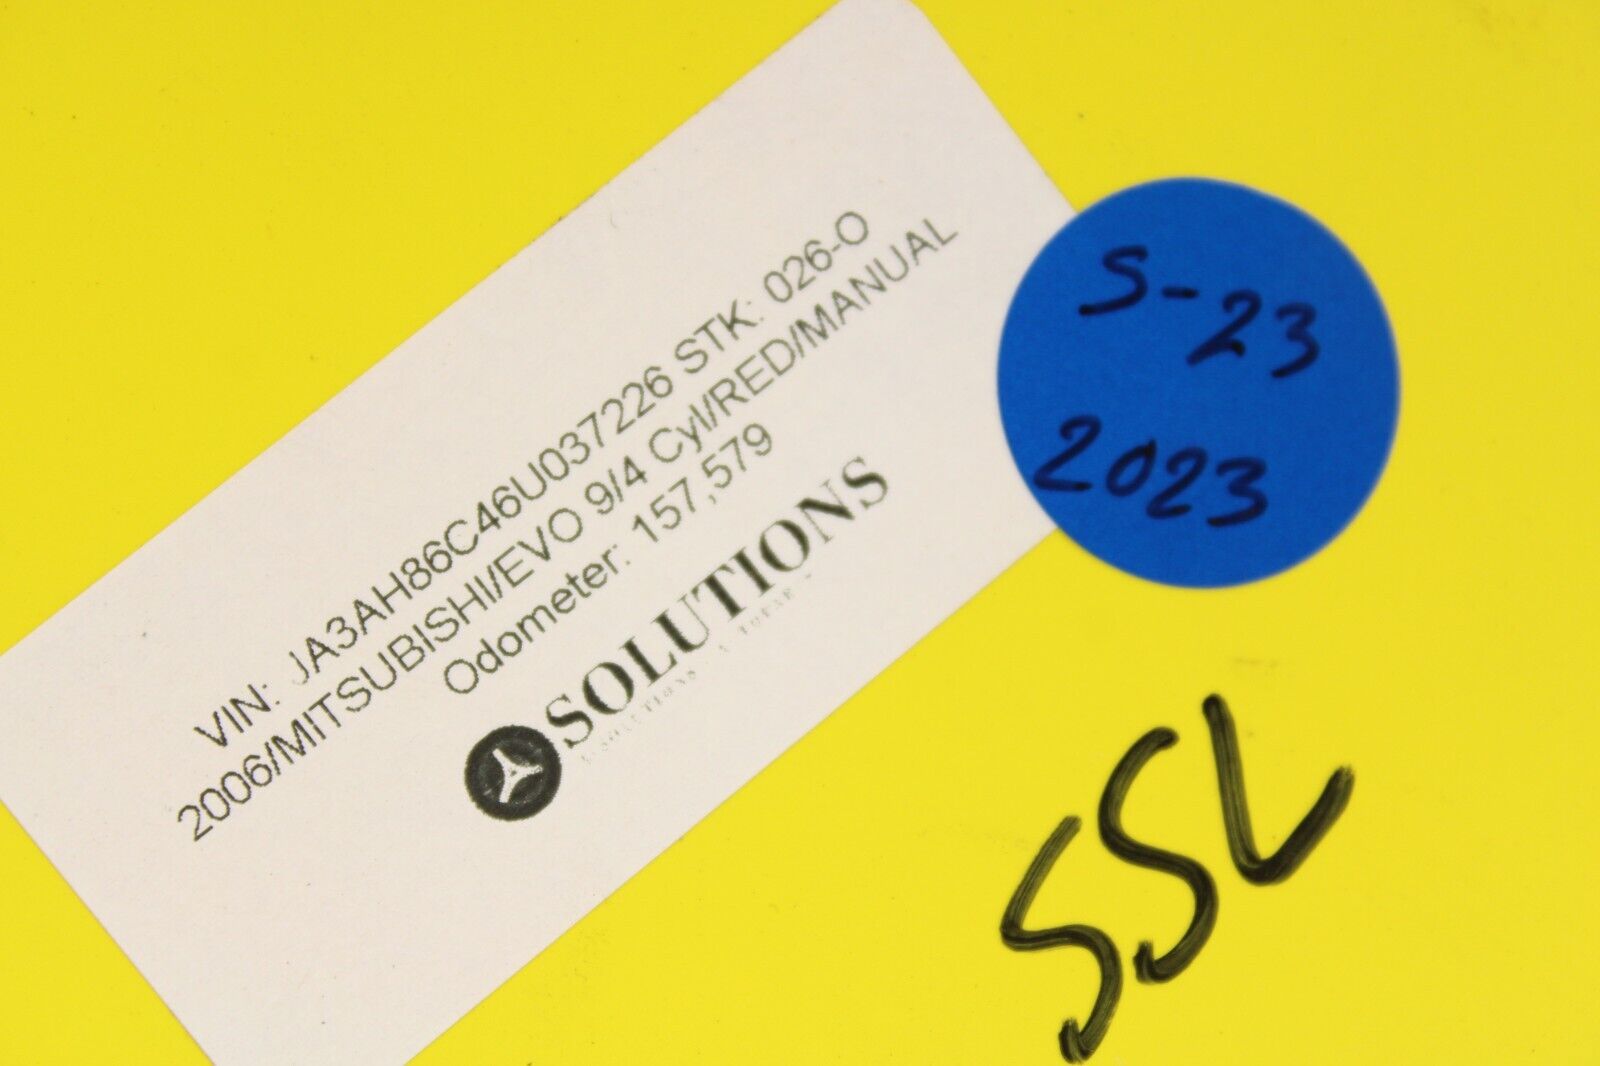 VIN: JA3AH86C46U037226 STK: 026-O
2006/MITSUBISHI/EVO 9/4 Cyl/RED/MANUAL
Odometer: 157,579
SOLUTIONS
S-23
2023
SSL